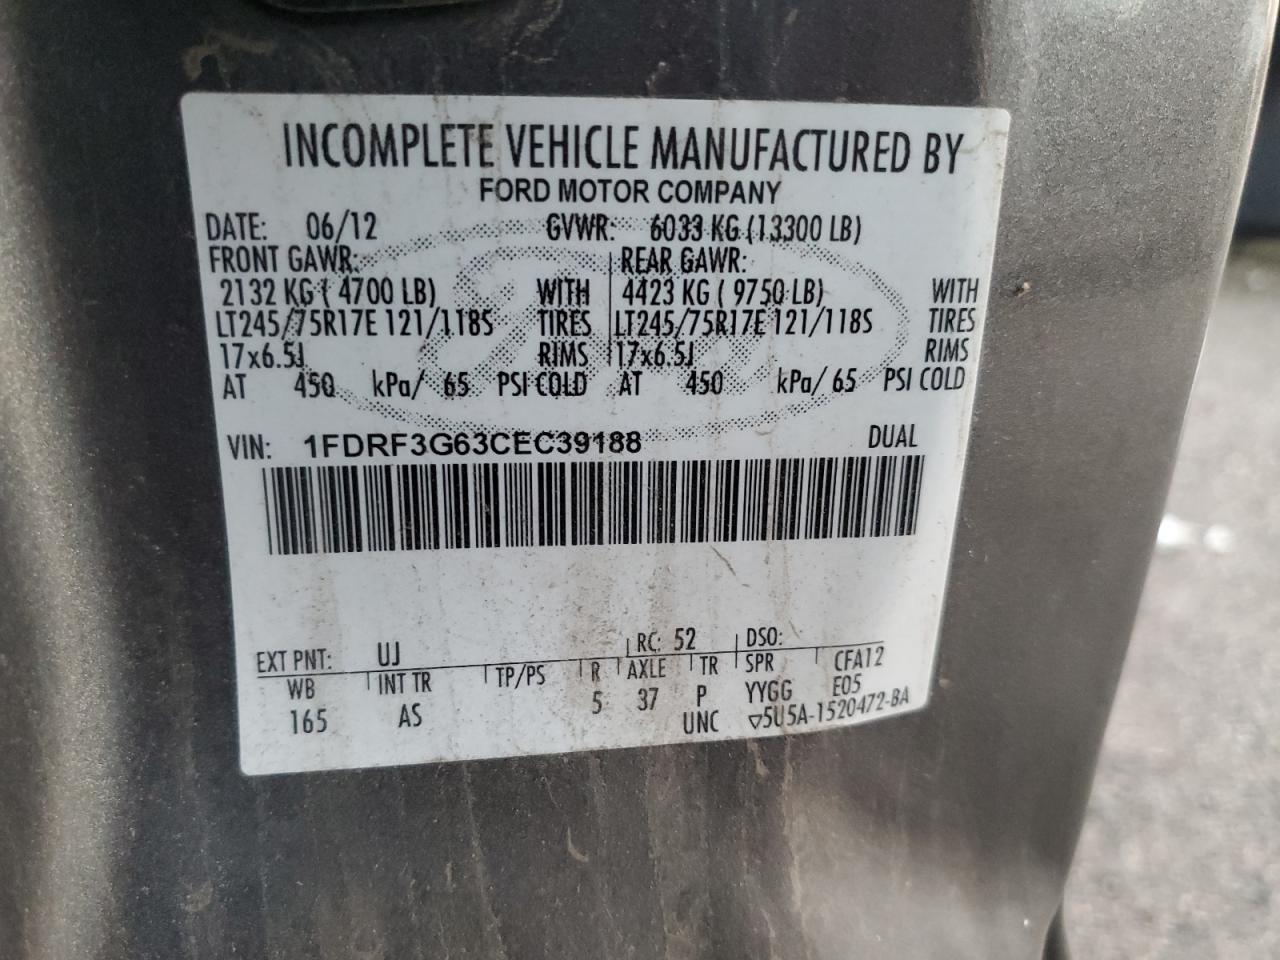 INCOMPLETE VEHICLE MANUFACTURED BY
FORD MOTOR COMPANY
DATE: 06/12 GVWR: 6033 KG (13300 LB)
FRONT GAWR: REAR GAWR:
2132 KG ( 4700 LB) WITH 4423 KG ( 9750 LB) WITH
LT245/75R17E 121/118S TIRES LT245/75R17E 121/118S TIRES
17x6.5J RIMS 17x6.5J RIMS
AT 450 kPa/ 65 PSI COLD AT 450 kPa/ 65 PSI COLD
VIN: 1FDRF3G63CEC39188 DUAL
EXT PNT: UJ RC: 52 DSO:
WB INT TR TP/PS R AXLE TR SPR CFA12
165 AS 5 37 P YYGG E05
UNC ▽5U5A-1520472-BA